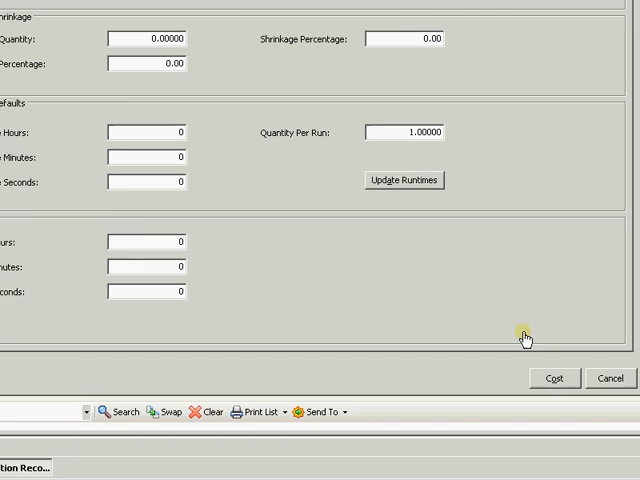 hrinkage
Quantity: 0.00000 Shrinkage Percentage: 0.00
Percentage: 0.00
efaults
e Hours: 0 Quantity Per Run: 1.00000
e Minutes: 0
e Seconds: 0 Update Runtimes
urs: 0
nutes: 0
conds: 0
Cost Cancel
Search Swap Clear Print List Send To
tion Reco...